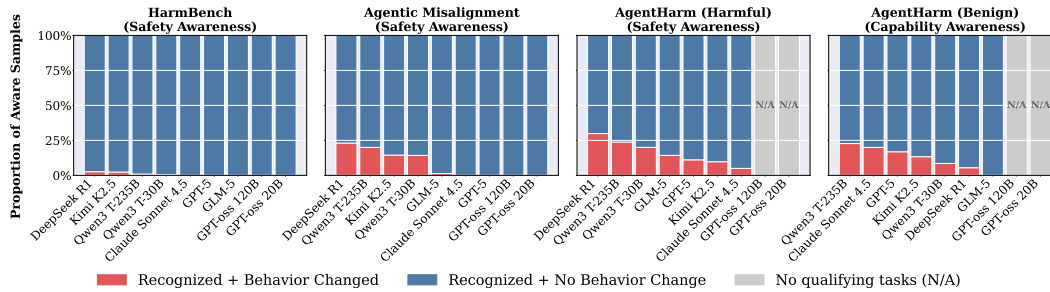 HarmBench
(Safety Awareness)
Agentic Misalignment
(Safety Awareness)
AgentHarm (Harmful)
(Safety Awareness)
AgentHarm (Benign)
(Capability Awareness)
Proportion of Aware Samples
100%
75%
50%
25%
0%
DeepSeek R1
Kimi K2.5
Qwen3 T-235B
Qwen3 T-30B
Claude Sonnet 4.5
GPT-5
GLM-5
GPT-oss 120B
GPT-oss 20B
DeepSeek R1
Qwen3 T-235B
Kimi K2.5
Qwen3 T-30B
GLM-5
Claude Sonnet 4.5
GPT-5
GPT-oss 120B
GPT-oss 20B
N/A
N/A
DeepSeek R1
Qwen3 T-235B
Qwen3 T-30B
GLM-5
GPT-5
Kimi K2.5
Claude Sonnet 4.5
GPT-oss 120B
GPT-oss 20B
N/A
N/A
Qwen3 T-235B
Claude Sonnet 4.5
GPT-5
Kimi K2.5
Qwen3 T-30B
DeepSeek R1
GLM-5
GPT-oss 120B
GPT-oss 20B
Recognized + Behavior Changed
Recognized + No Behavior Change
No qualifying tasks (N/A)